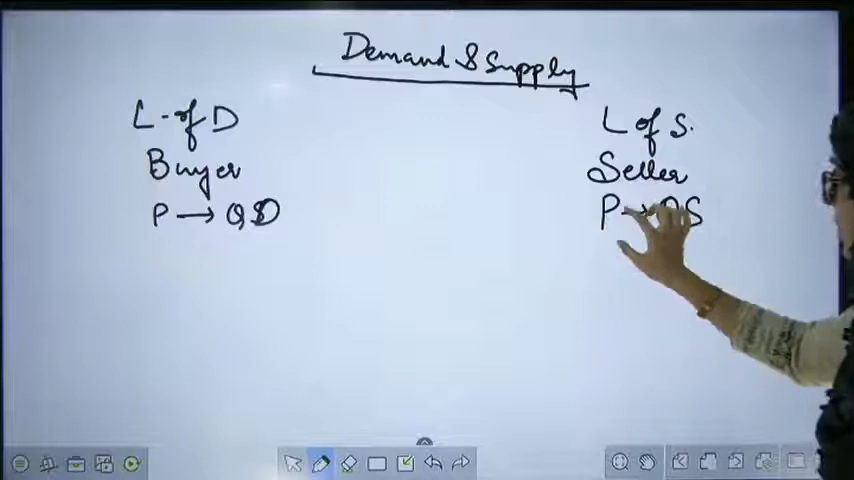 Demand & Supply
L-of D
Buyer
P → QD
L of S.
Seller
P → QS